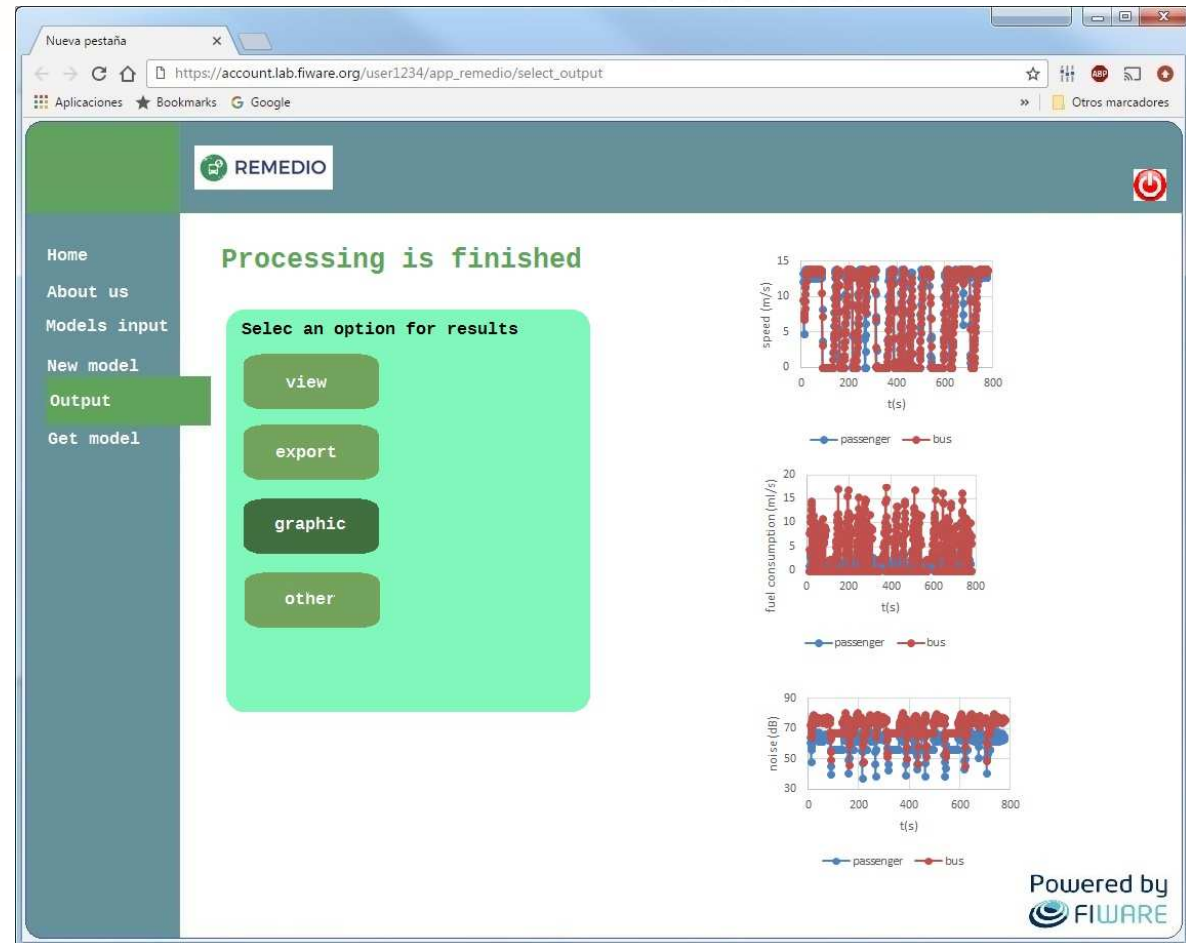 Nueva pestaña
https://account.lab.fiware.org/user1234/app_remedio/select_output
ABP
Aplicaciones Bookmarks G Google » Otros marcadores
REMEDIO
Home
About us
Models input
New model
Output
Get model
Processing is finished
Selec an option for results
view
export
graphic
other
15
10
5
0
speed (m/s)
0 200 400 600 800
t(s)
passenger bus
20
15
10
5
0
fuel consumption (ml/s)
0 200 400 600 800
t(s)
passenger bus
90
70
50
30
noise (dB)
0 200 400 600 800
t(s)
passenger bus
Powered by
FIWARE